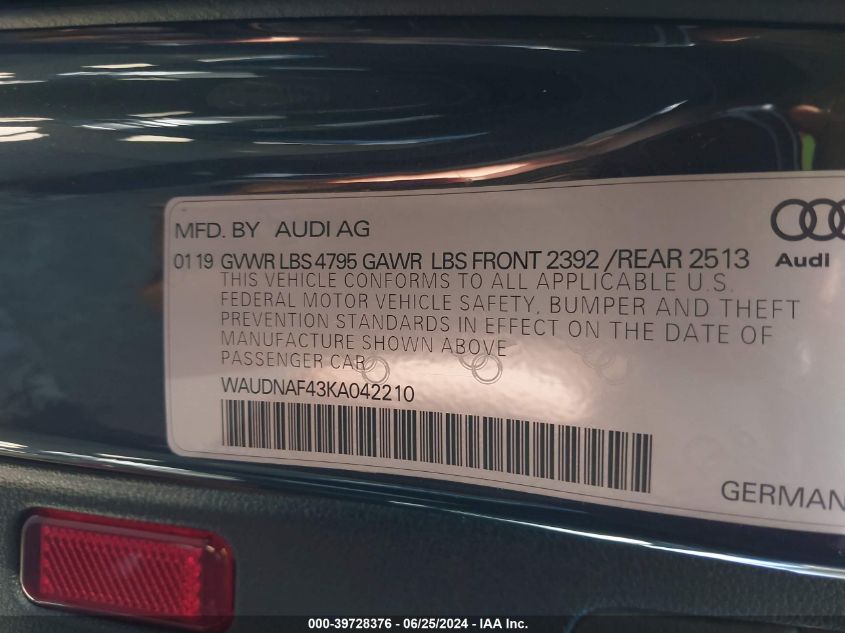 MFD. BY AUDI AG
01 19 GVWR LBS 4795 GAWR LBS FRONT 2392 /REAR 2513
Audi
THIS VEHICLE CONFORMS TO ALL APPLICABLE U.S.
FEDERAL MOTOR VEHICLE SAFETY, BUMPER AND THEFT
PREVENTION STANDARDS IN EFFECT ON THE DATE OF
MANUFACTURE SHOWN ABOVE
PASSENGER CAR
WAUDNAF43KA042210
GERMAN
000-39728376 - 06/25/2024 - IAA Inc.